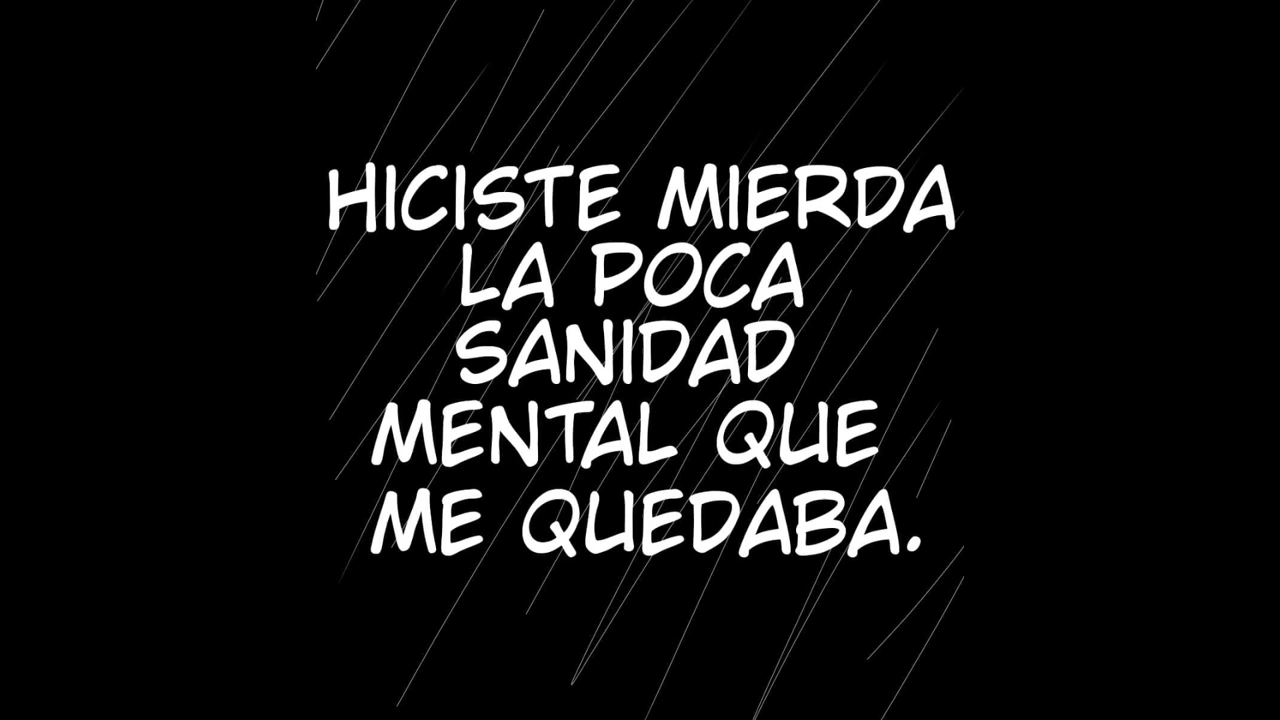 HICISTE MIERDA
LA POCA
SANIDAD
MENTAL QUE
ME QUEDABA.